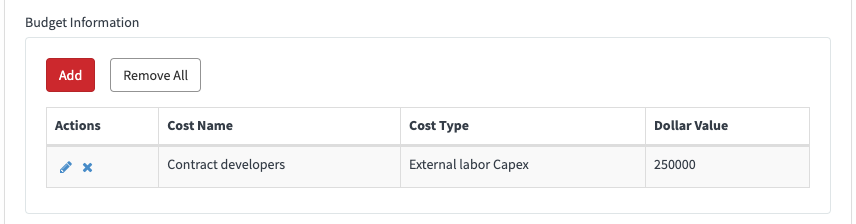 Budget Information
Add Remove All
Actions Cost Name Cost Type Dollar Value
Contract developers External labor Capex 250000